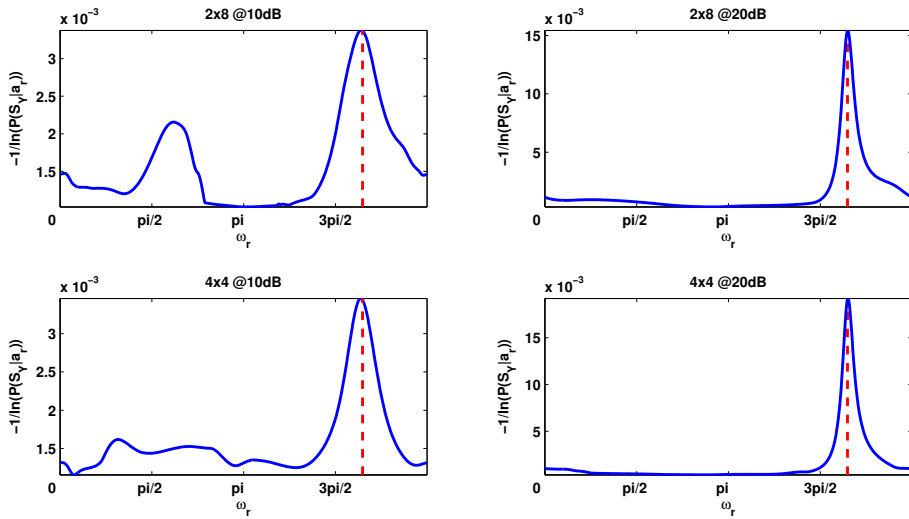 2x8 @10dB
x 10⁻³
3
2.5
2
1.5
−1/ln(P(S_Y|a_r))
0
pi/2
pi
3pi/2
ω_r
2x8 @20dB
x 10⁻³
15
10
5
−1/ln(P(S_Y|a_r))
0
pi/2
pi
3pi/2
ω_r
4x4 @10dB
x 10⁻³
3
2.5
2
1.5
−1/ln(P(S_Y|a_r))
0
pi/2
pi
3pi/2
ω_r
4x4 @20dB
x 10⁻³
15
10
5
−1/ln(P(S_Y|a_r))
0
pi/2
pi
3pi/2
ω_r